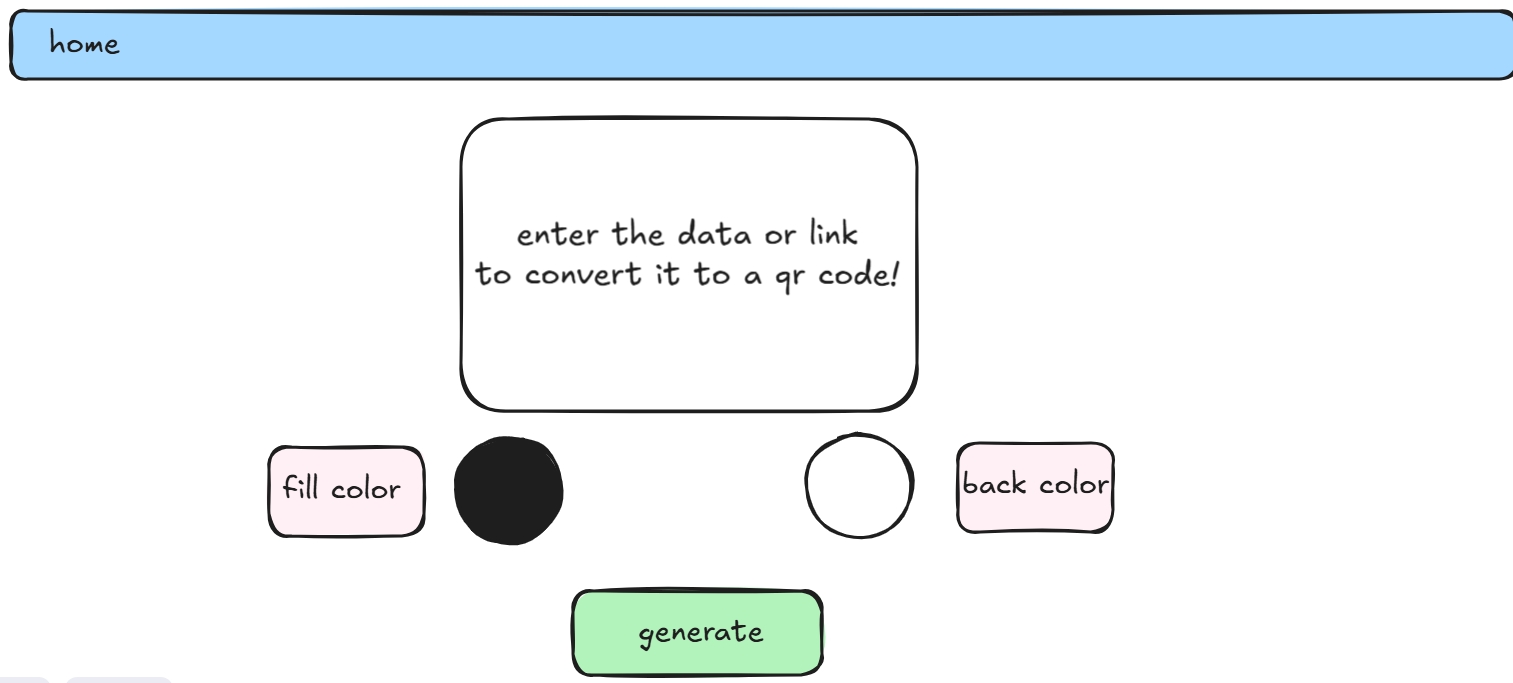 home
enter the data or link
to convert it to a qr code!
fill color
back color
generate